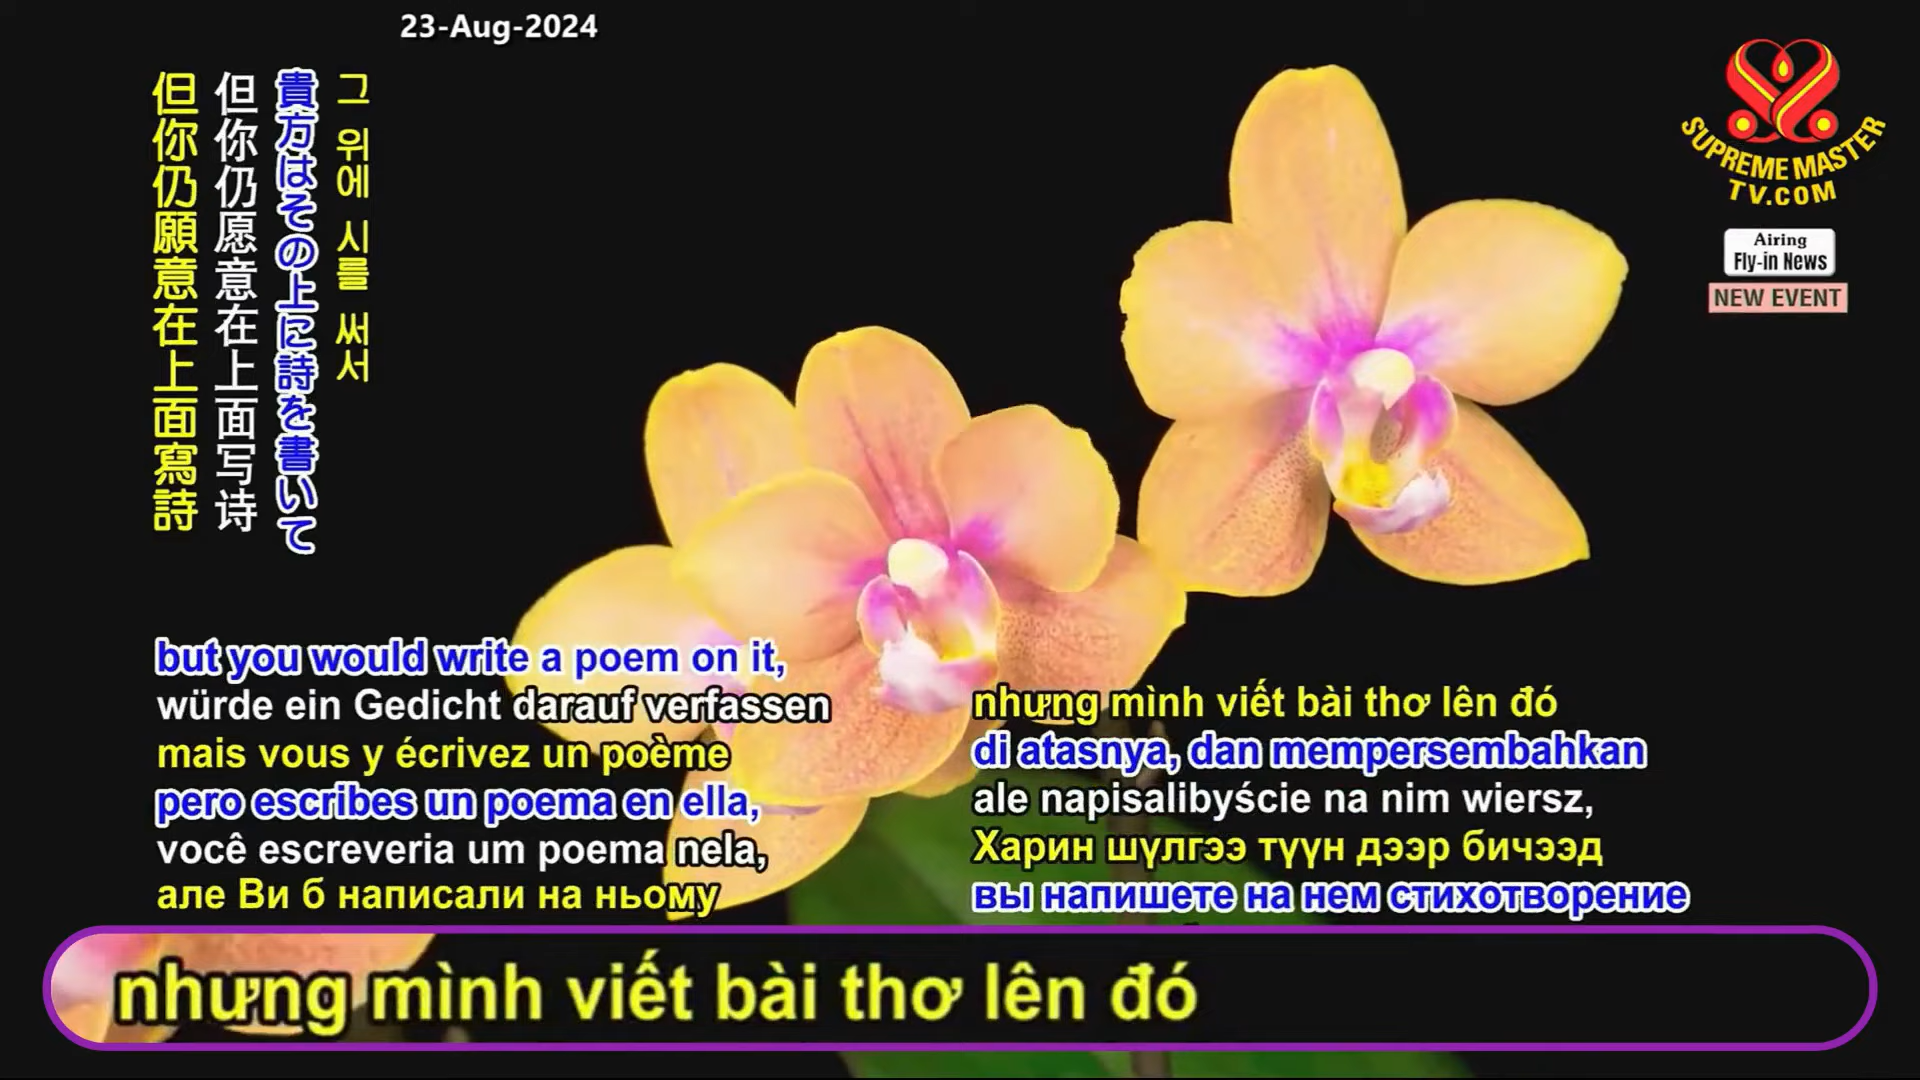 23-Aug-2024
但你仍願意在上面寫詩
但你仍愿意在上面写诗
貴方はその上に詩を書いて
그 위에 시를 써서
SUPREME MASTER
TV.COM
Airing
Fly-in News
NEW EVENT
but you would write a poem on it,
würde ein Gedicht darauf verfassen
mais vous y écrivez un poème
pero escribes un poema en ella,
você escreveria um poema nela,
але Ви б написали на ньому
nhưng mình viết bài thơ lên đó
di atasnya, dan mempersembahkan
ale napisalibyście na nim wiersz,
Харин шүлгээ түүн дээр бичээд
вы напишете на нем стихотворение
nhưng mình viết bài thơ lên đó